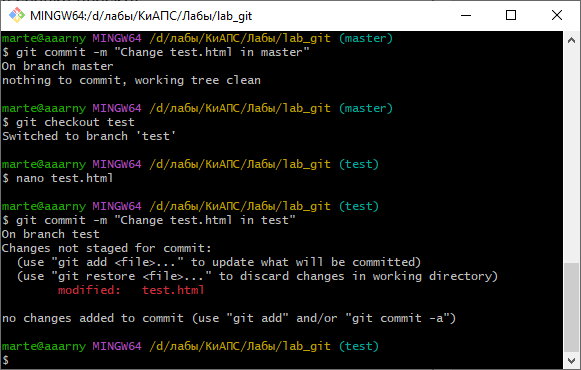 MINGW64:/d/лабы/КиАПС/Лабы/lab_git
marte@aaarny MINGW64 /d/лабы/КиАПС/Лабы/lab_git (master)
$ git commit -m "Change test.html in master"
On branch master
nothing to commit, working tree clean
marte@aaarny MINGW64 /d/лабы/КиАПС/Лабы/lab_git (master)
$ git checkout test
Switched to branch 'test'
marte@aaarny MINGW64 /d/лабы/КиАПС/Лабы/lab_git (test)
$ nano test.html
marte@aaarny MINGW64 /d/лабы/КиАПС/Лабы/lab_git (test)
$ git commit -m "Change test.html in test"
On branch test
Changes not staged for commit:
  (use "git add <file>..." to update what will be committed)
  (use "git restore <file>..." to discard changes in working directory)
        modified:   test.html
no changes added to commit (use "git add" and/or "git commit -a")
marte@aaarny MINGW64 /d/лабы/КиАПС/Лабы/lab_git (test)
$